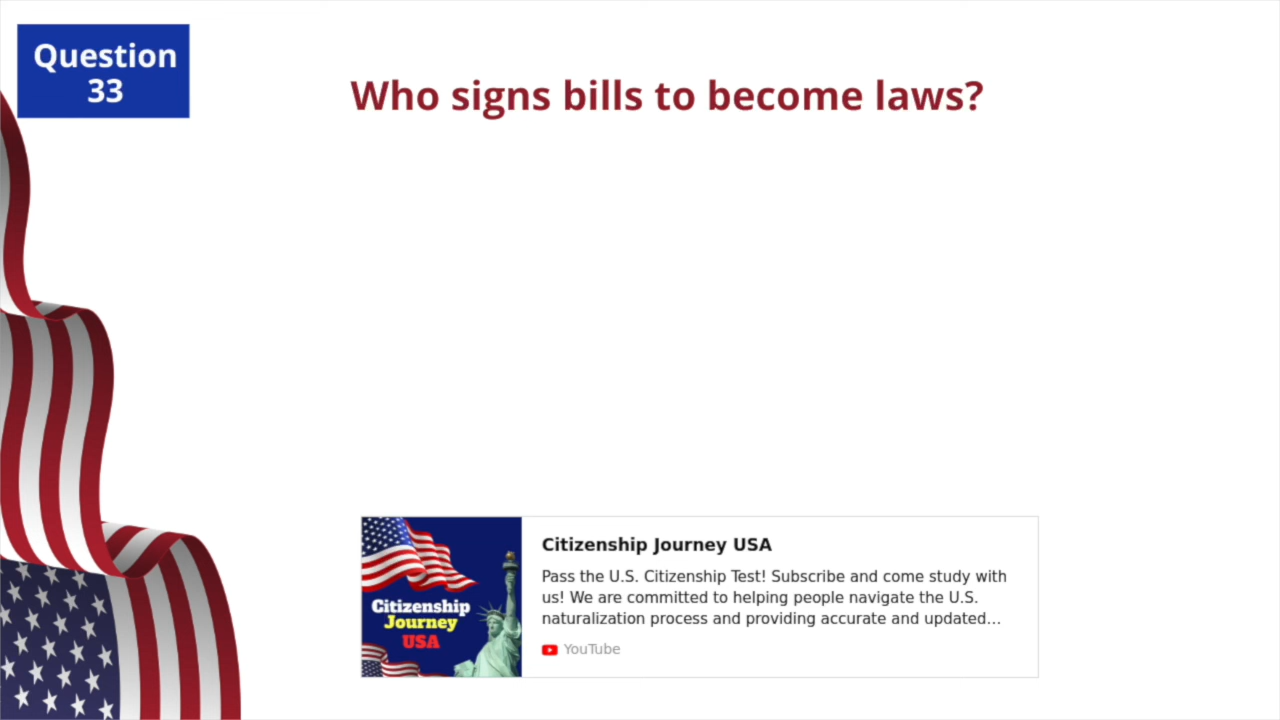 Question
33
Who signs bills to become laws?
Citizenship
Journey
USA
Citizenship Journey USA
Pass the U.S. Citizenship Test! Subscribe and come study with
us! We are committed to helping people navigate the U.S.
naturalization process and providing accurate and updated...
YouTube